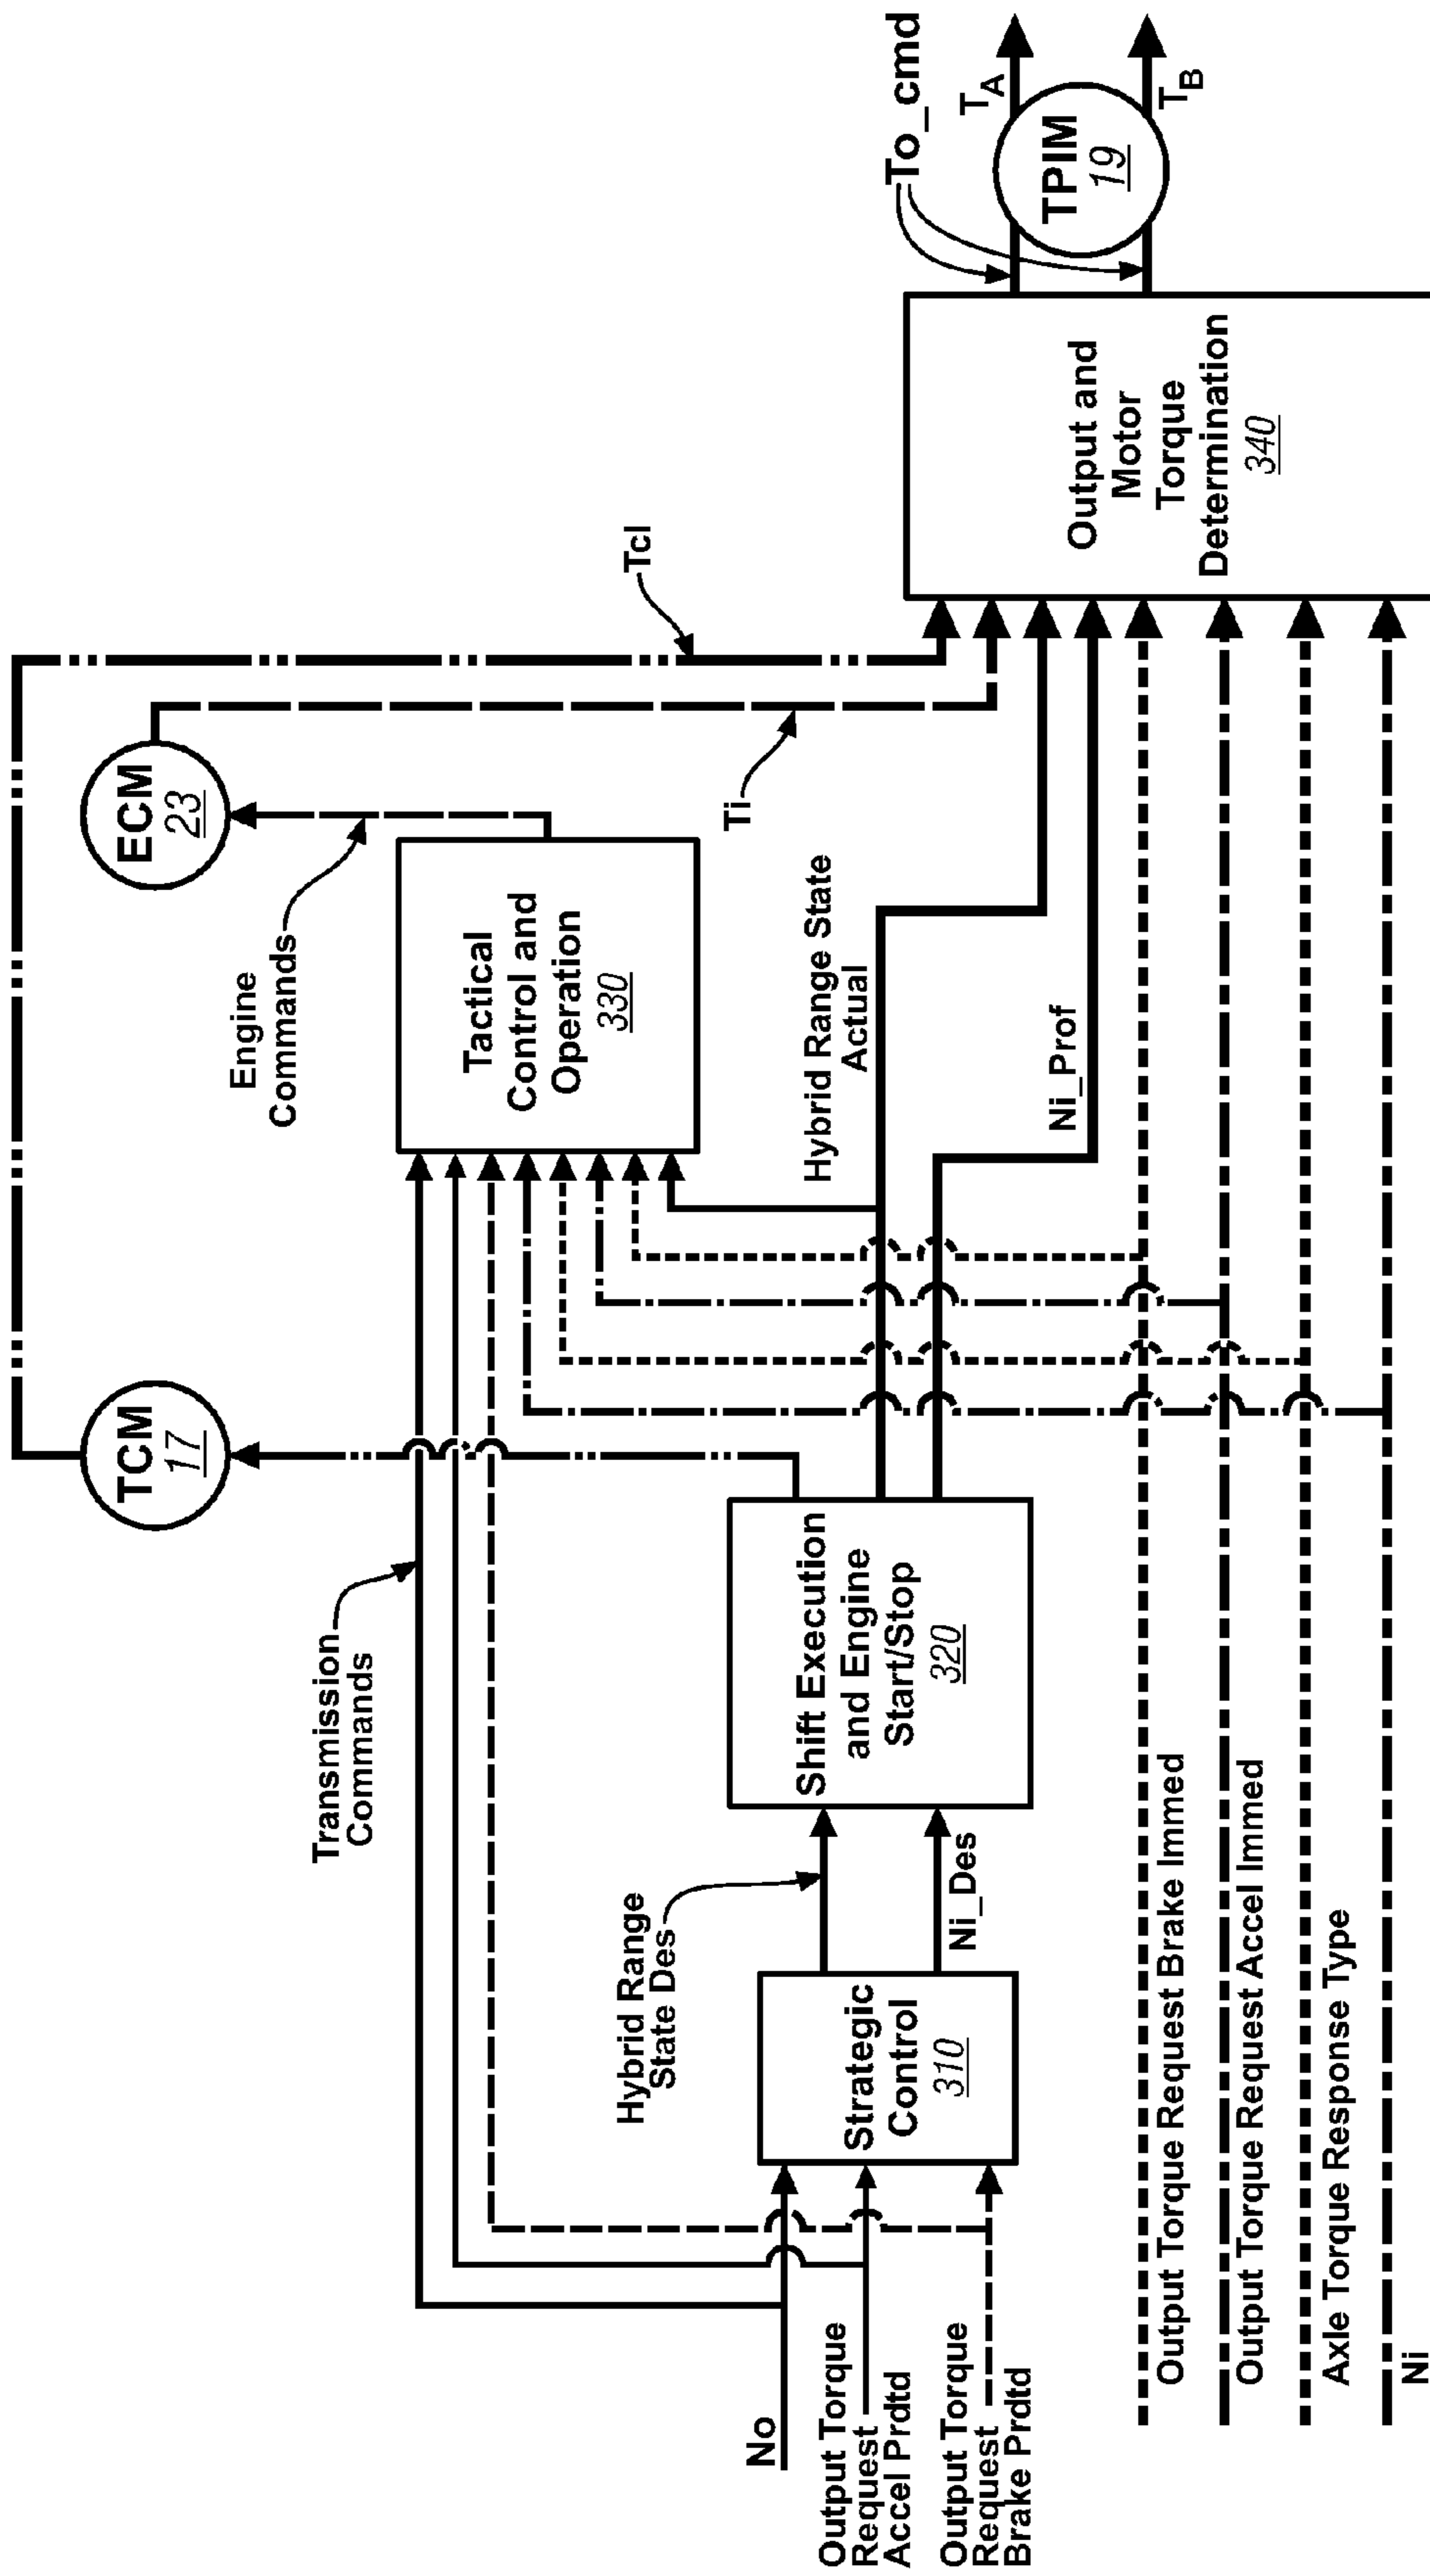 TCM
17
ECM
23
Transmission
Commands
Engine
Commands
Tactical
Control and
Operation
330
Tcl
Ti
Hybrid Range
State Des
Ni_Des
Strategic
Control
310
Shift Execution
and Engine
Start/Stop
320
Hybrid Range State
Actual
Ni_Prof
No
Output Torque
Request
Accel Prdtd
Output Torque
Request
Brake Prdtd
Output Torque Request Brake Immed
Output Torque Request Accel Immed
Axle Torque Response Type
Ni
Output and
Motor
Torque
Determination
340
To_cmd
TPIM
19
TA
TB